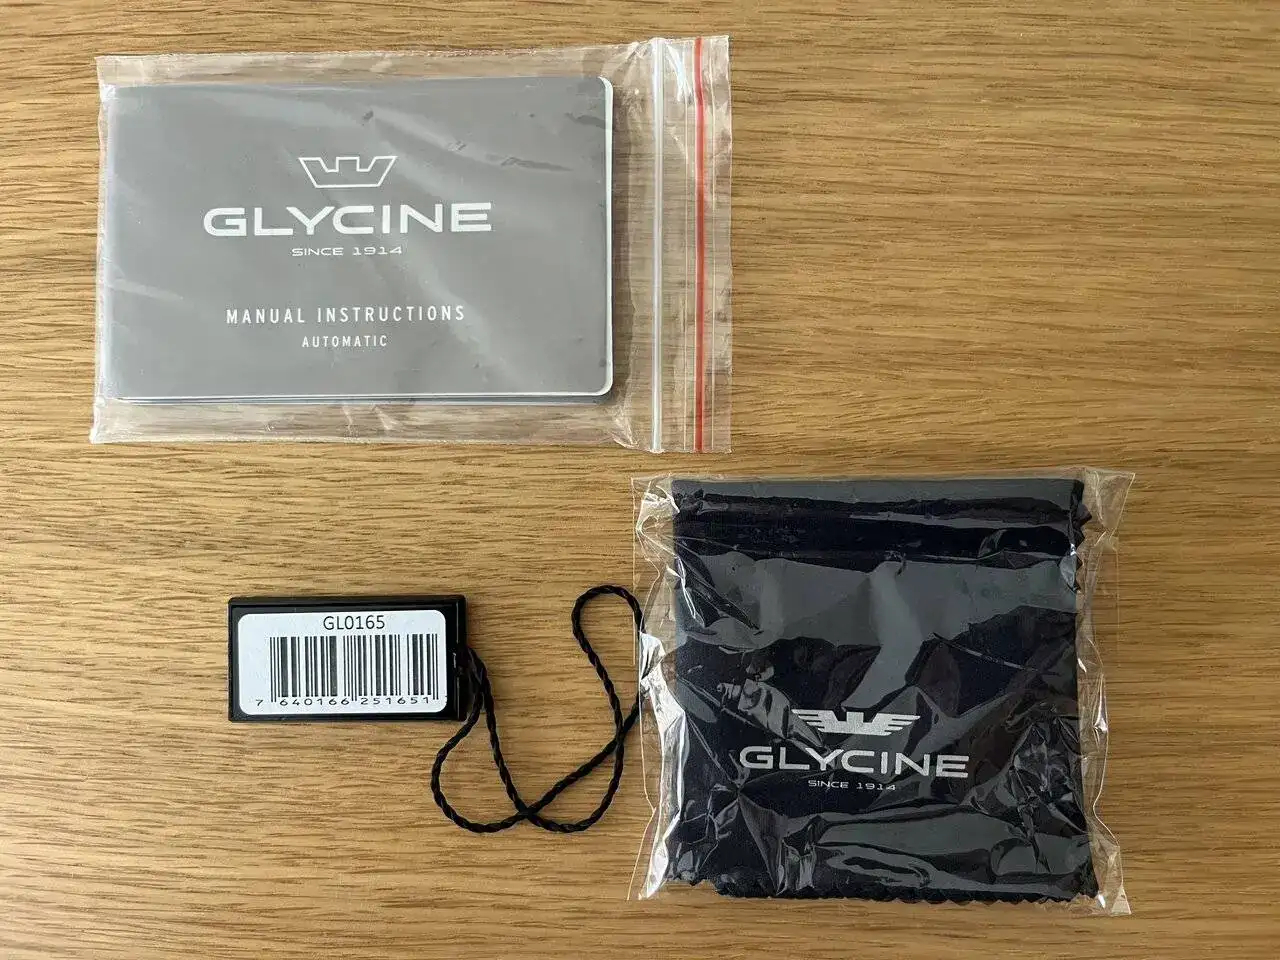 GLYCINE
SINCE 1914
MANUAL INSTRUCTIONS
AUTOMATIC
GL0165
7 640166 251651
GLYCINE
SINCE 1914